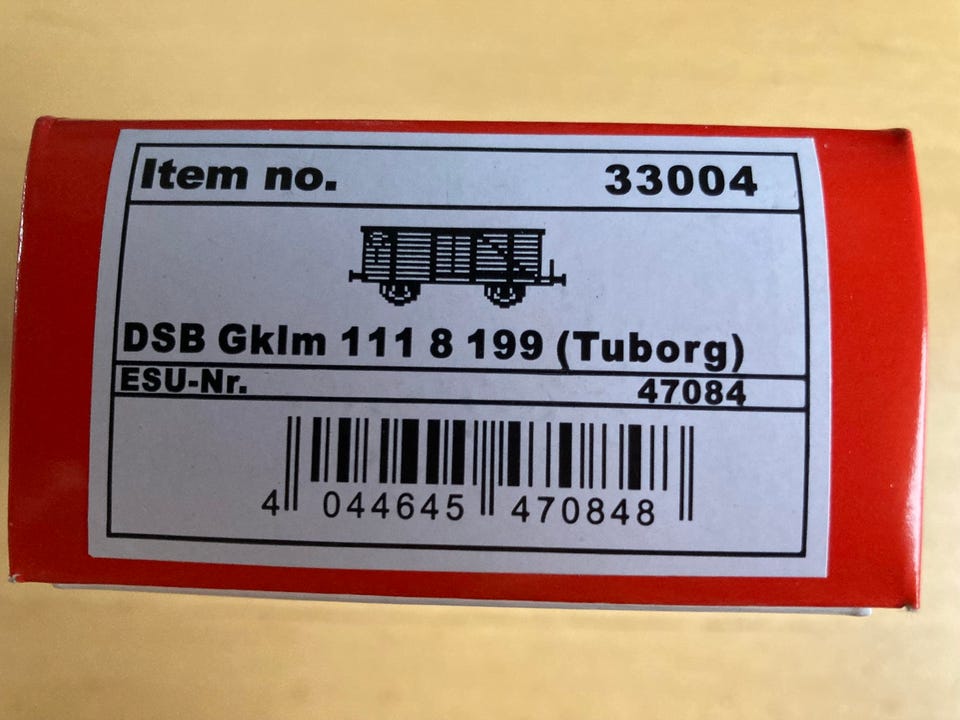 Item no. 33004
DSB Gklm 111 8 199 (Tuborg)
ESU-Nr. 47084
4 044645 470848